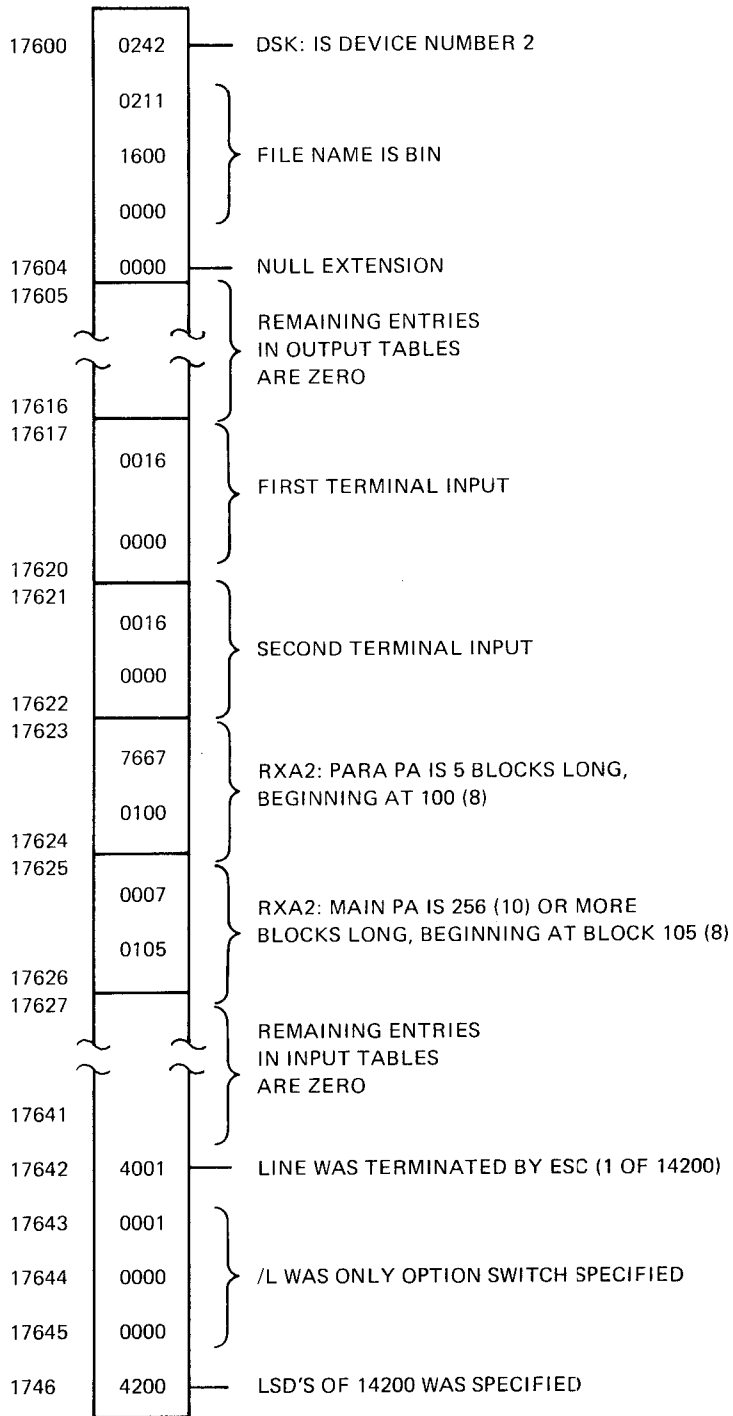 17600 0242 DSK: IS DEVICE NUMBER 2
0211
1600 FILE NAME IS BIN
0000
17604 0000 NULL EXTENSION
17605
REMAINING ENTRIES
IN OUTPUT TABLES
ARE ZERO
17616
17617
0016
FIRST TERMINAL INPUT
0000
17620
17621
0016
SECOND TERMINAL INPUT
0000
17622
17623
7667
RXA2: PARA PA IS 5 BLOCKS LONG,
BEGINNING AT 100 (8)
0100
17624
17625
0007
RXA2: MAIN PA IS 256 (10) OR MORE
BLOCKS LONG, BEGINNING AT BLOCK 105 (8)
0105
17626
17627
REMAINING ENTRIES
IN INPUT TABLES
ARE ZERO
17641
17642 4001 LINE WAS TERMINATED BY ESC (1 OF 14200)
17643 0001
17644 0000 /L WAS ONLY OPTION SWITCH SPECIFIED
17645 0000
1746 4200 LSD'S OF 14200 WAS SPECIFIED